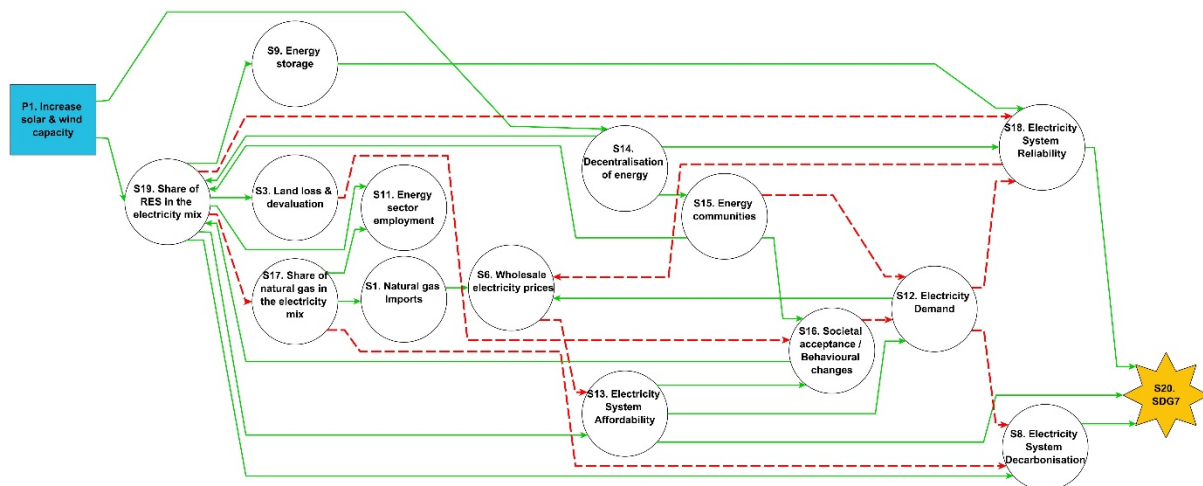 P1. Increase
solar & wind
capacity
S9. Energy
storage
S19. Share of
RES in the
electricity mix
S3. Land loss &
devaluation
S11. Energy
sector
employment
S17. Share of
natural gas in
the electricity
mix
S1. Natural gas
Imports
S6. Wholesale
electricity prices
S14.
Decentralisation
of energy
S15. Energy
communities
S13. Electricity
System
Affordability
S16. Societal
acceptance /
Behavioural
changes
S12. Electricity
Demand
S18. Electricity
System
Reliability
S8. Electricity
System
Decarbonisation
S20.
SDG7